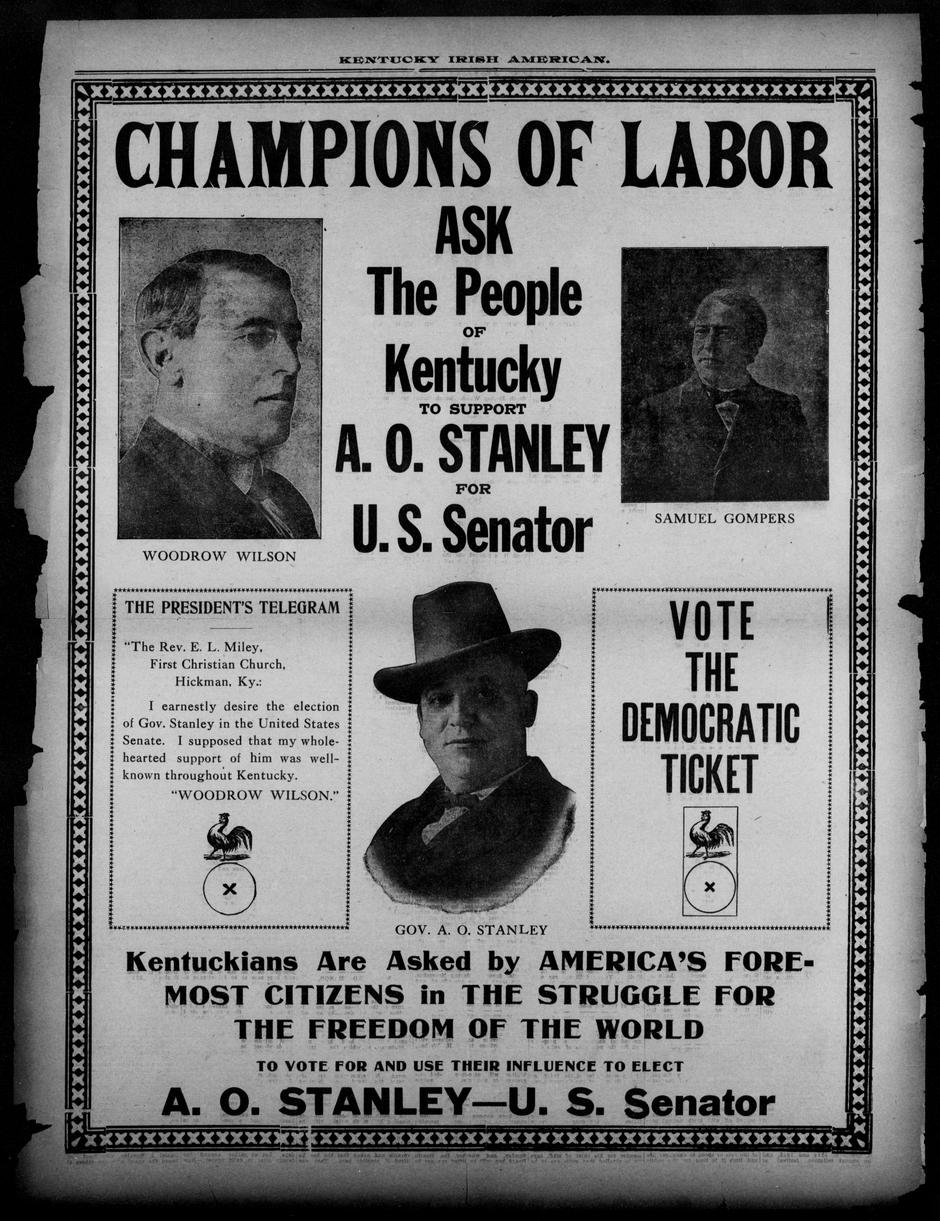 KENTUCKY IRISH AMERICAN.
CHAMPIONS OF LABOR
ASK
The People
OF
Kentucky
TO SUPPORT
A. O. STANLEY
FOR
U. S. Senator
WOODROW WILSON
SAMUEL GOMPERS
THE PRESIDENT'S TELEGRAM
"The Rev. E. L. Miley,
First Christian Church,
Hickman, Ky.:
I earnestly desire the election
of Gov. Stanley in the United States
Senate. I supposed that my whole-
hearted support of him was well-
known throughout Kentucky.
"WOODROW WILSON."
X
GOV. A. O. STANLEY
VOTE
THE
DEMOCRATIC
TICKET
X
Kentuckians Are Asked by AMERICA'S FORE-
MOST CITIZENS in THE STRUGGLE FOR
THE FREEDOM OF THE WORLD
TO VOTE FOR AND USE THEIR INFLUENCE TO ELECT
A. O. STANLEY—U. S. Senator